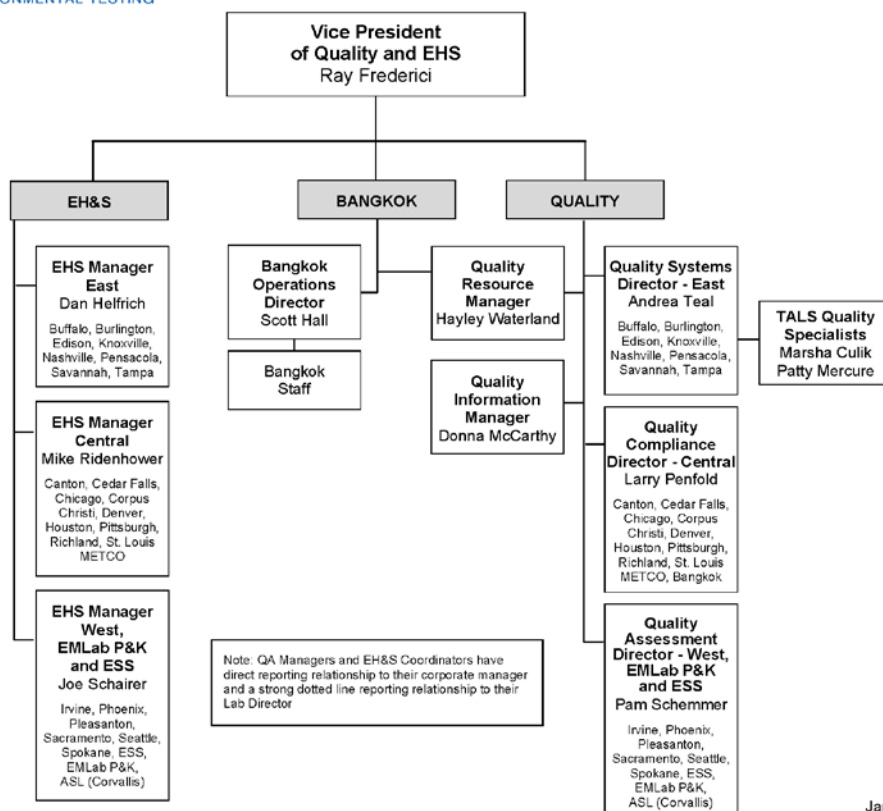 Vice President
of Quality and EHS
Ray Frederici
EH&S
BANGKOK
QUALITY
EHS Manager
East
Dan Helfrich
Buffalo, Burlington,
Edison, Knoxville,
Nashville, Pensacola,
Savannah, Tampa
EHS Manager
Central
Mike Ridenhower
Canton, Cedar Falls,
Chicago, Corpus
Christi, Denver,
Houston, Pittsburgh,
Richland, St. Louis
METCO
EHS Manager
West,
EMLab P&K
and ESS
Joe Schairer
Irvine, Phoenix,
Pleasanton,
Sacramento, Seattle,
Spokane, ESS,
EMLab P&K,
ASL (Corvallis)
Bangkok
Operations
Director
Scott Hall
Bangkok
Staff
Quality
Resource
Manager
Hayley Waterland
Quality
Information
Manager
Donna McCarthy
Quality Systems
Director - East
Andrea Teal
Buffalo, Burlington,
Edison, Knoxville,
Nashville, Pensacola,
Savannah, Tampa
TALS Quality
Specialists
Marsha Culik
Patty Mercure
Quality
Compliance
Director - Central
Larry Penfold
Canton, Cedar Falls,
Chicago, Corpus
Christi, Denver,
Houston, Pittsburgh,
Richland, St. Louis
METCO, Bangkok
Quality
Assessment
Director - West,
EMLab P&K
and ESS
Pam Schemmer
Irvine, Phoenix,
Pleasanton,
Sacramento, Seattle,
Spokane, ESS,
EMLab P&K,
ASL (Corvallis)
Note: QA Managers and EH&S Coordinators have
direct reporting relationship to their corporate manager
and a strong dotted line reporting relationship to their
Lab Director